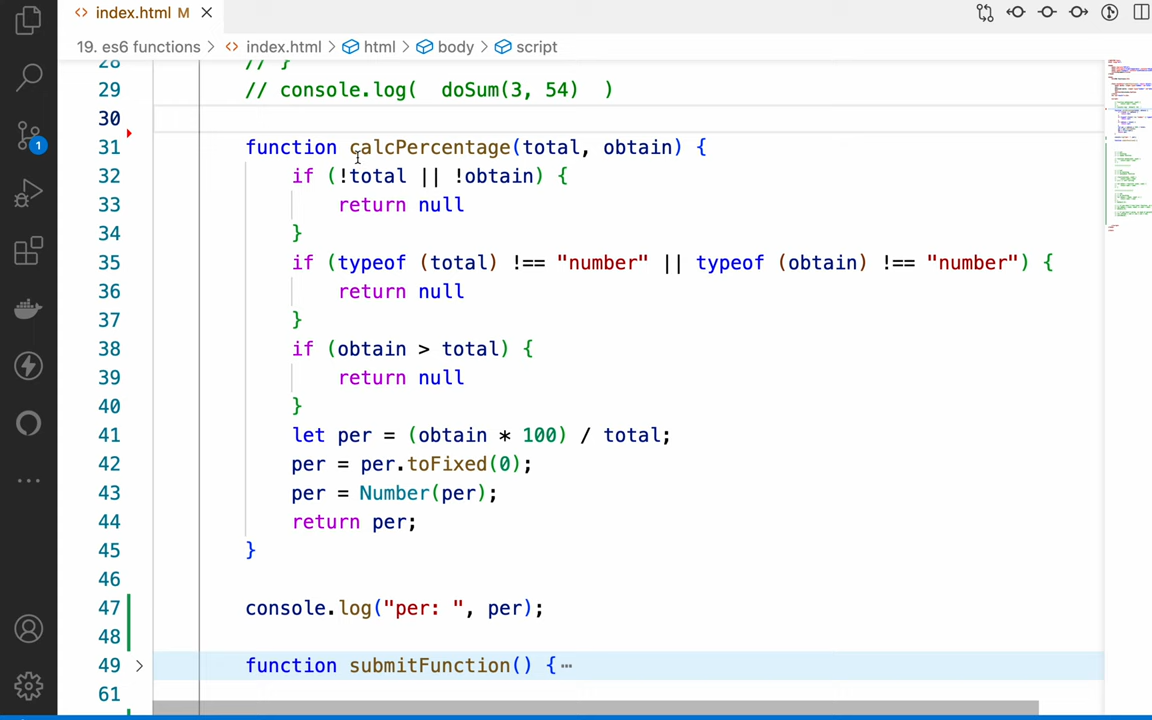 index.html M
19. es6 functions > index.html > html > body > script
28 // }
29 // console.log(  doSum(3, 54)  )
30
31 function calcPercentage(total, obtain) {
32 if (!total || !obtain) {
33 return null
34 }
35 if (typeof (total) !== "number" || typeof (obtain) !== "number") {
36 return null
37 }
38 if (obtain > total) {
39 return null
40 }
41 let per = (obtain * 100) / total;
42 per = per.toFixed(0);
43 per = Number(per);
44 return per;
45 }
46
47 console.log("per: ", per);
48
1
49 function submitFunction() {
61